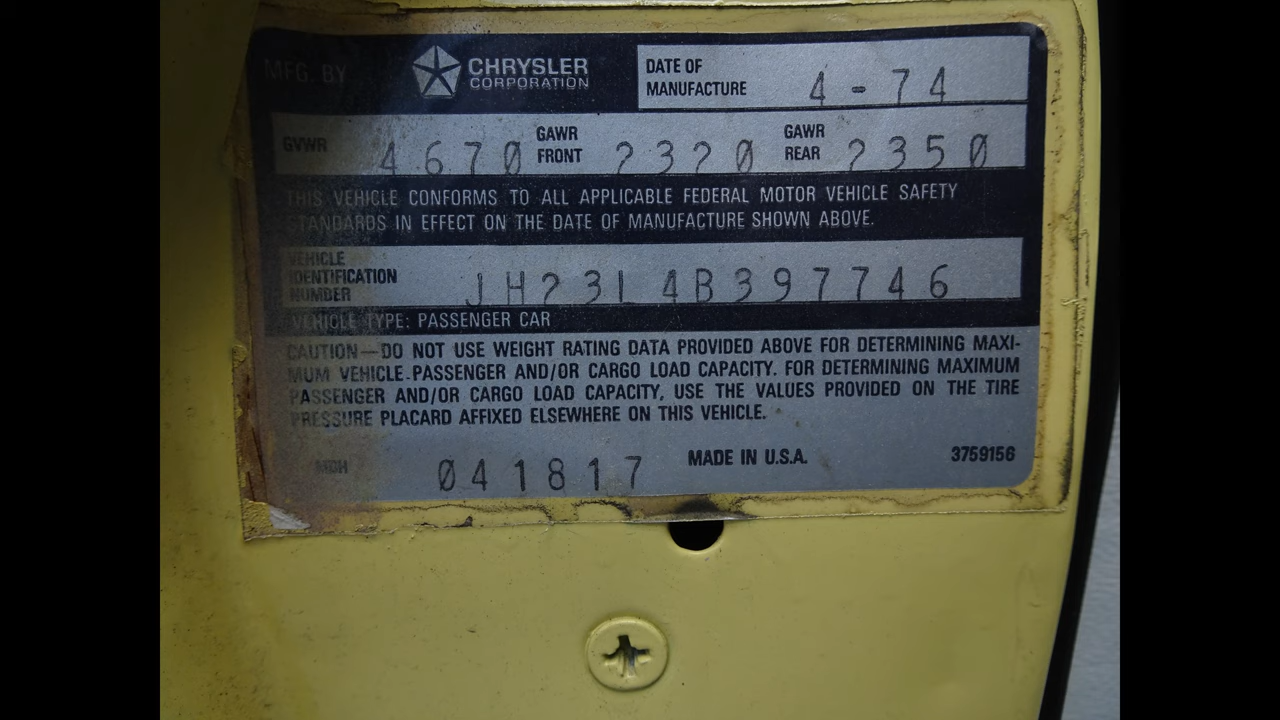 MFG. BY CHRYSLER CORPORATION
DATE OF MANUFACTURE 4-74
GVWR 4670 GAWR FRONT 2320 GAWR REAR 2350
THIS VEHICLE CONFORMS TO ALL APPLICABLE FEDERAL MOTOR VEHICLE SAFETY
STANDARDS IN EFFECT ON THE DATE OF MANUFACTURE SHOWN ABOVE.
VEHICLE IDENTIFICATION NUMBER JH23L4B397746
VEHICLE TYPE: PASSENGER CAR
CAUTION—DO NOT USE WEIGHT RATING DATA PROVIDED ABOVE FOR DETERMINING MAXI-
MUM VEHICLE PASSENGER AND/OR CARGO LOAD CAPACITY. FOR DETERMINING MAXIMUM
PASSENGER AND/OR CARGO LOAD CAPACITY, USE THE VALUES PROVIDED ON THE TIRE
PRESSURE PLACARD AFFIXED ELSEWHERE ON THIS VEHICLE.
MDH 041817 MADE IN U.S.A. 3759156